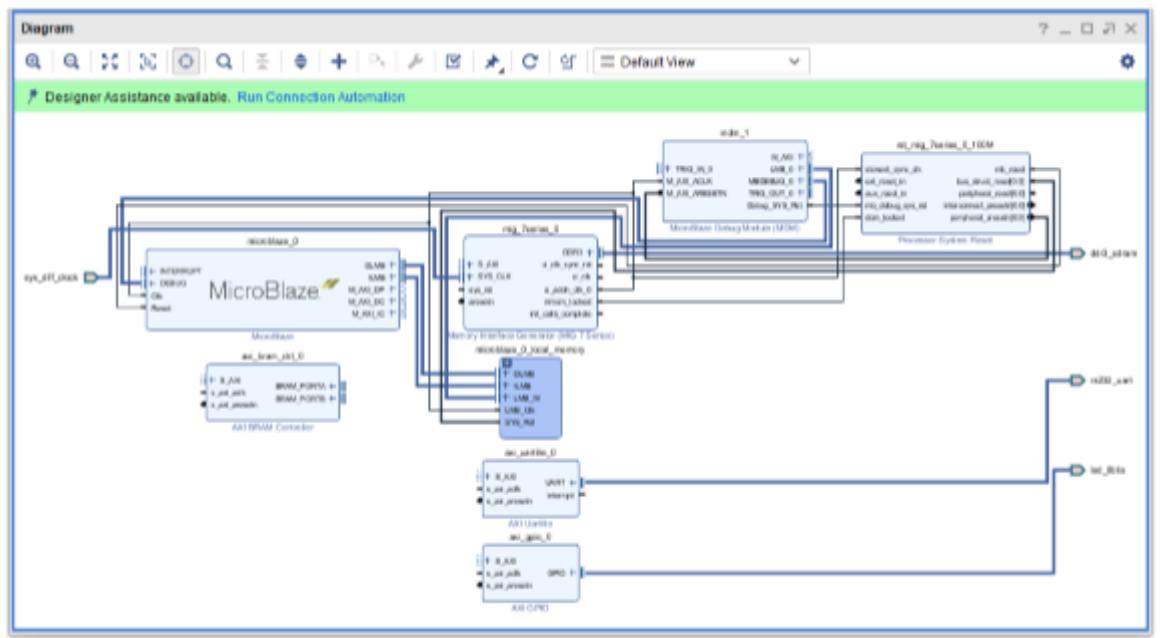 Diagram
Default View
Designer Assistance available. Run Connection Automation
mdm_1
rst_mig_7series_0_100M
TRIG_IN_0
M_AXI_ACLK
M_AXI_ARESETN
S_AXI
LMB_0
MBDEBUG_0
TRIG_OUT_0
Debug_SYS_Rst
MicroBlaze Debug Module (MDM)
slowest_sync_clk
ext_reset_in
aux_reset_in
mb_debug_sys_rst
dcm_locked
mb_reset
bus_struct_reset[0:0]
peripheral_reset[0:0]
interconnect_aresetn[0:0]
peripheral_aresetn[0:0]
Processor System Reset
microblaze_0
INTERRUPT
DEBUG
Clk
Reset
MicroBlaze
DLMB
ILMB
M_AXI_DP
M_AXI_DC
M_AXI_IC
MicroBlaze
sys_diff_clock
mig_7series_0
S_AXI
SYS_CLK
sys_rst
aresetn
DDR3
ui_clk_sync_rst
ui_clk
mmcm_locked
init_calib_complete
Memory Interface Generator (MIG 7 Series)
ddr3_sdram
axi_bram_ctrl_0
S_AXI
s_axi_aclk
s_axi_aresetn
BRAM_PORTA
BRAM_PORTB
AXI BRAM Controller
microblaze_0_local_memory
DLMB
ILMB
LMB_M
LMB_Clk
SYS_Rst
rs232_uart
axi_uartlite_0
S_AXI
s_axi_aclk
s_axi_aresetn
UART
interrupt
AXI Uartlite
led_8bits
axi_gpio_0
S_AXI
s_axi_aclk
s_axi_aresetn
GPIO
AXI GPIO